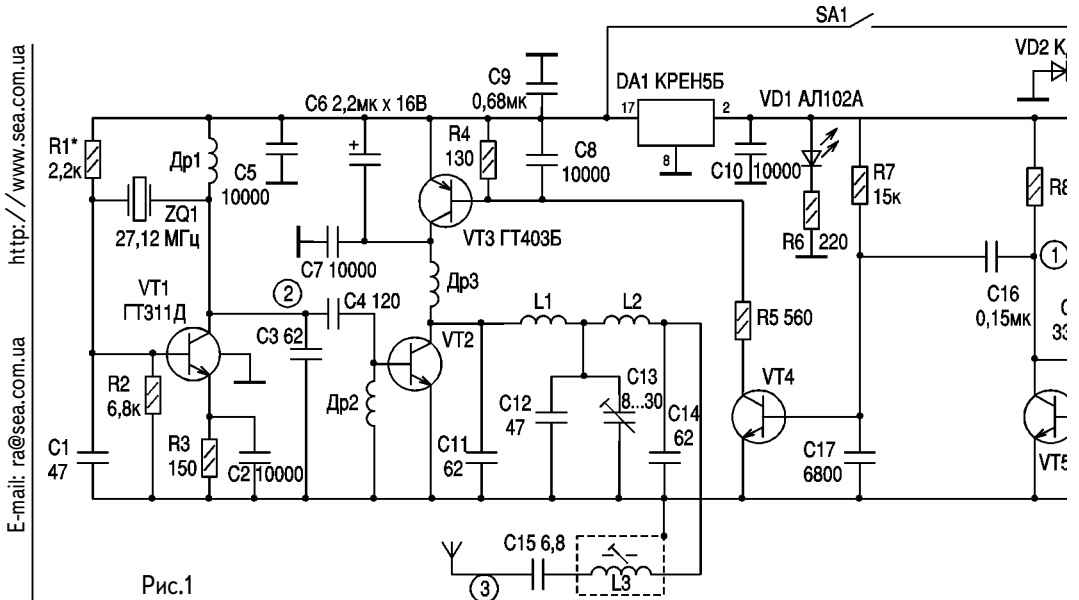 SA1
VD2 К
http://www.sea.com.ua
E-mail: ra@sea.com.ua
C9
0,68мк
DA1 КРЕН5Б
17
2
8
VD1 АЛ102А
C6 2,2мк x 16В
+
R1*
2,2к
Др1
C5
10000
R4
130
C8
10000
C10 10000
R7
15к
R8
ZQ1
27,12 МГц
VT3 ГТ403Б
R6 220
C7 10000
Др3
1
C16
0,15мк
VT1
ГТ311Д
2
C4 120
L1
L2
R5 560
C
33
C3 62
VT2
R2
6,8к
Др2
C12
47
C13
8...30
C14
62
VT4
C1
47
R3
150
C2 10000
C11
62
C17
6800
VT5
C15 6,8
3
L3
Рис.1